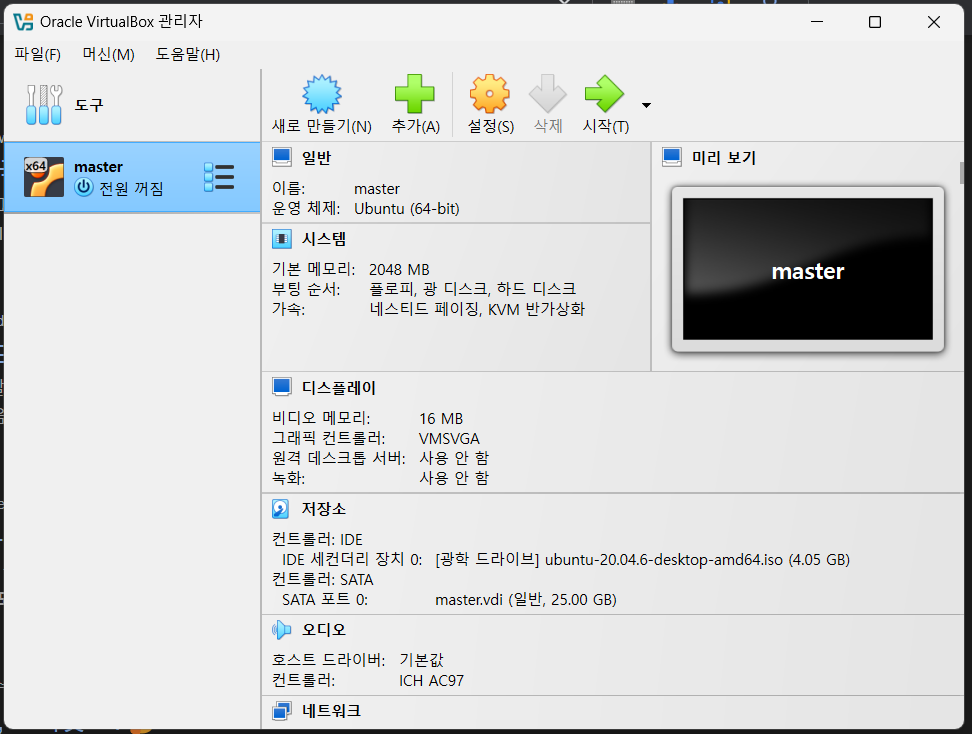 Oracle VirtualBox 관리자
파일(F) 머신(M) 도움말(H)
도구
새로 만들기(N) 추가(A) 설정(S) 삭제 시작(T)
x64
master
전원 꺼짐
일반
이름: master
운영 체제: Ubuntu (64-bit)
시스템
기본 메모리: 2048 MB
부팅 순서: 플로피, 광 디스크, 하드 디스크
가속: 네스티드 페이징, KVM 반가상화
미리 보기
master
디스플레이
비디오 메모리: 16 MB
그래픽 컨트롤러: VMSVGA
원격 데스크톱 서버: 사용 안 함
녹화: 사용 안 함
저장소
컨트롤러: IDE
IDE 세컨더리 장치 0: [광학 드라이브] ubuntu-20.04.6-desktop-amd64.iso (4.05 GB)
컨트롤러: SATA
SATA 포트 0: master.vdi (일반, 25.00 GB)
오디오
호스트 드라이버: 기본값
컨트롤러: ICH AC97
네트워크